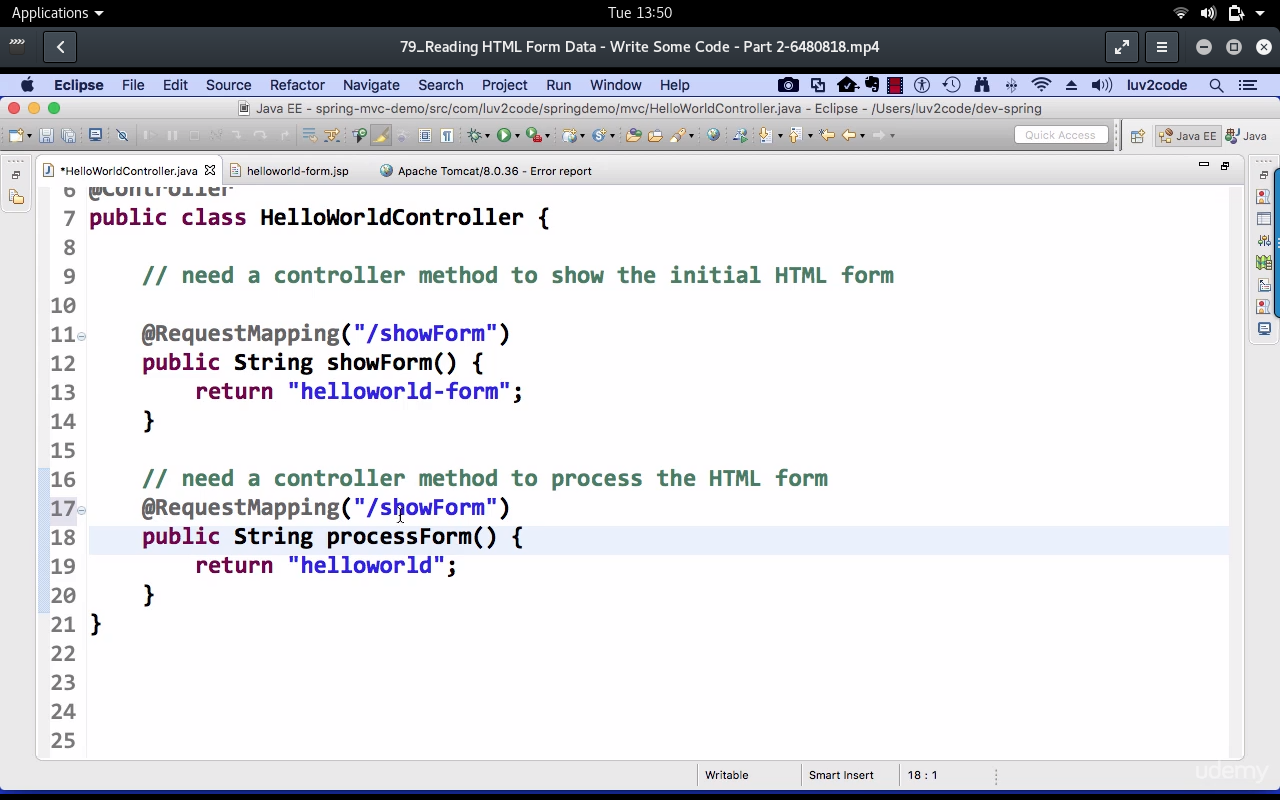 Applications
Tue 13:50
79_Reading HTML Form Data - Write Some Code - Part 2-6480818.mp4
Eclipse File Edit Source Refactor Navigate Search Project Run Window Help luv2code
Java EE - spring-mvc-demo/src/com/luv2code/springdemo/mvc/HelloWorldController.java - Eclipse - /Users/luv2code/dev-spring
Quick Access Java EE Java
*HelloWorldController.java helloworld-form.jsp Apache Tomcat/8.0.36 - Error report
6 @Controller
7 public class HelloWorldController {
8
9 // need a controller method to show the initial HTML form
10
11 @RequestMapping("/showForm")
12 public String showForm() {
13 return "helloworld-form";
14 }
15
16 // need a controller method to process the HTML form
17 @RequestMapping("/showForm")
18 public String processForm() {
19 return "helloworld";
20 }
21 }
22
23
24
25
Writable Smart Insert 18 : 1
udemy